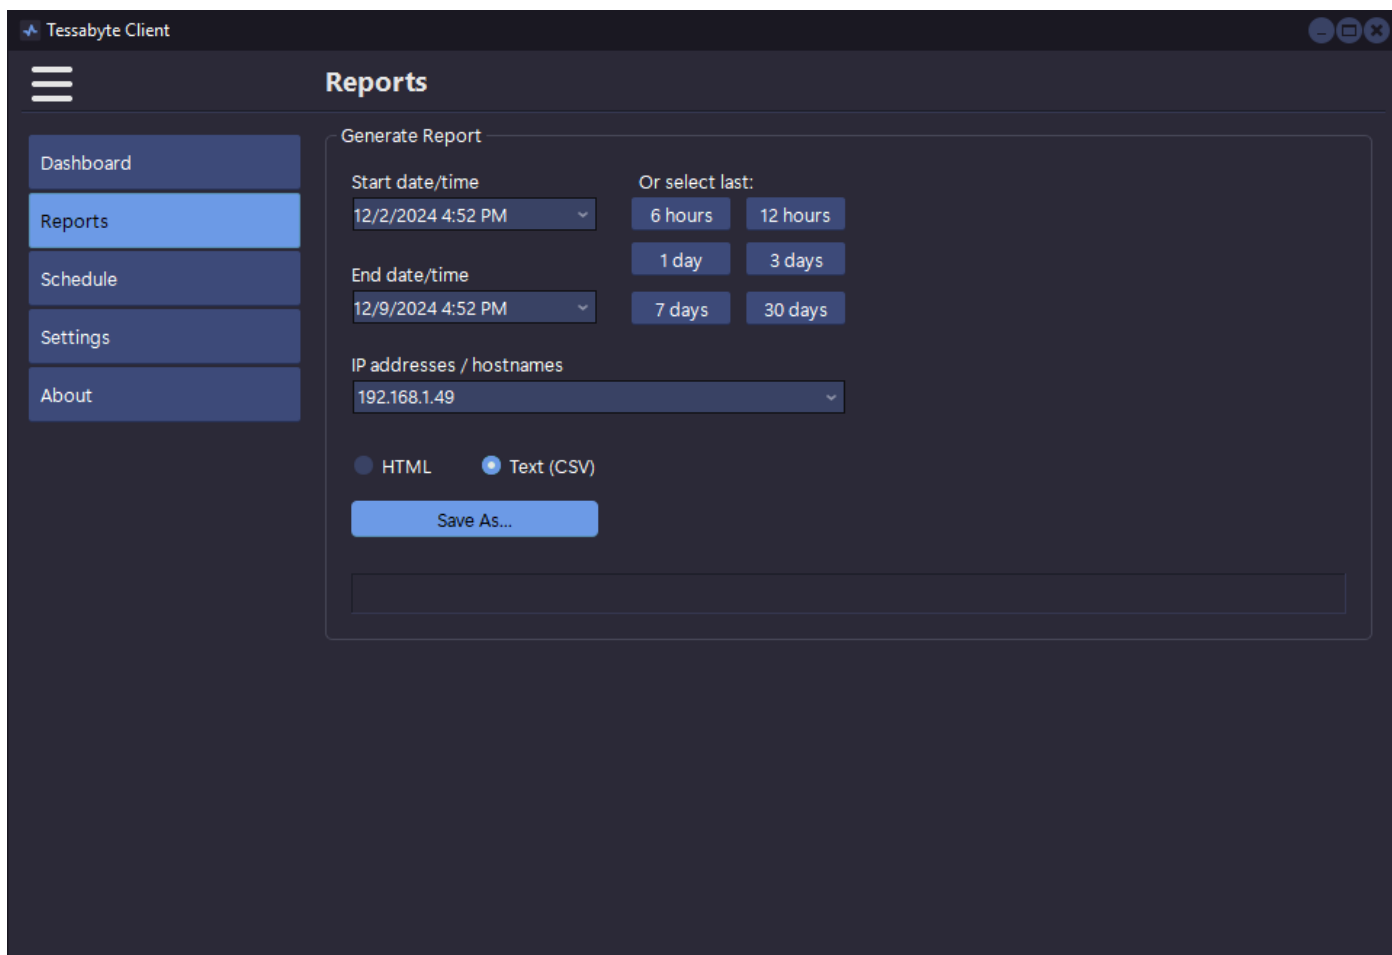 Tessabyte Client
Reports
Dashboard
Reports
Schedule
Settings
About
Generate Report
Start date/time
12/2/2024 4:52 PM
End date/time
12/9/2024 4:52 PM
Or select last:
6 hours 12 hours
1 day 3 days
7 days 30 days
IP addresses / hostnames
192.168.1.49
HTML Text (CSV)
Save As...